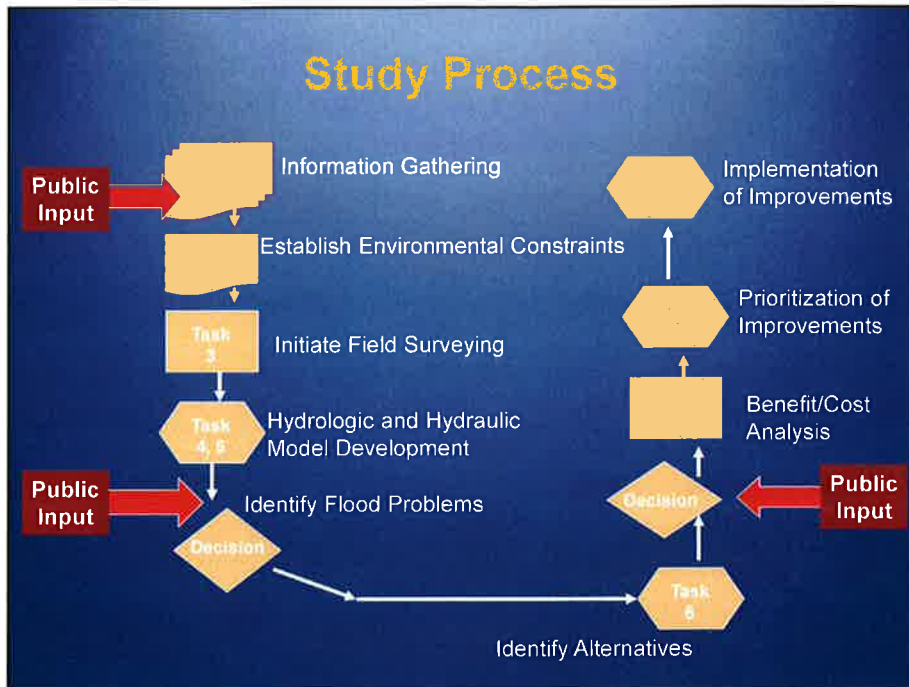 Study Process
Public
Input
Information Gathering
Establish Environmental Constraints
Task
3
Initiate Field Surveying
Task
4, 5
Hydrologic and Hydraulic
Model Development
Public
Input
Identify Flood Problems
Decision
Implementation
of Improvements
Prioritization of
Improvements
Benefit/Cost
Analysis
Decision
Public
Input
Task
6
Identify Alternatives